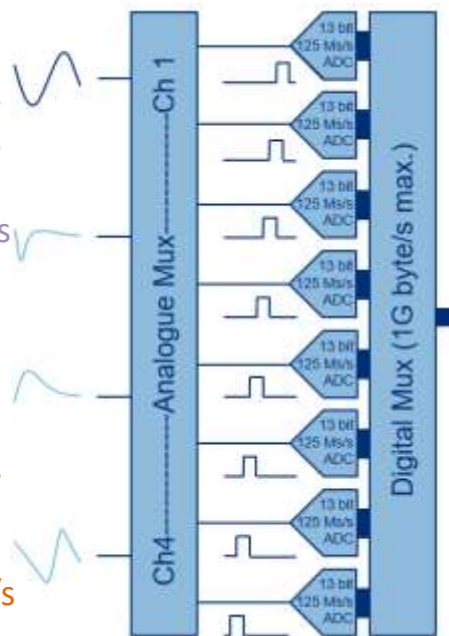 Ch4-----------Analogue Mux-----------Ch 1
13 bit
125 Ms/s
ADC
13 bit
125 Ms/s
ADC
13 bit
125 Ms/s
ADC
13 bit
125 Ms/s
ADC
13 bit
125 Ms/s
ADC
13 bit
125 Ms/s
ADC
13 bit
125 Ms/s
ADC
13 bit
125 Ms/s
ADC
Digital Mux (1G byte/s max.)
s
/s